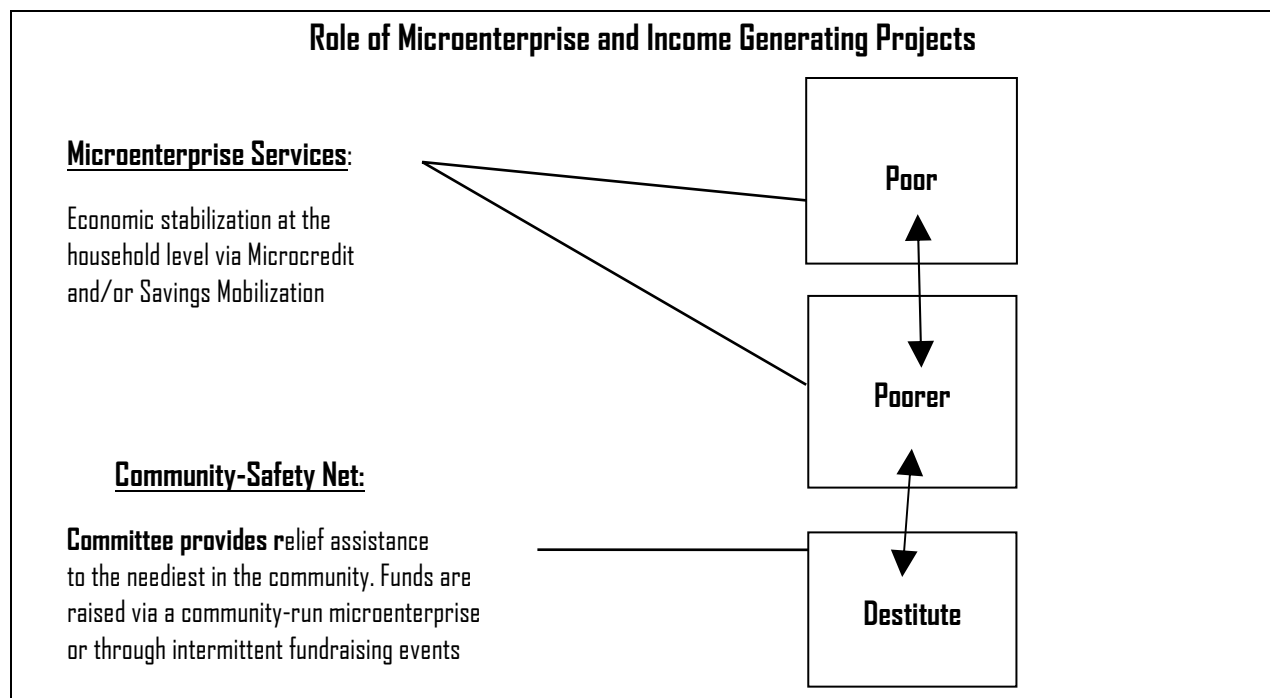 Role of Microenterprise and Income Generating Projects
Microenterprise Services:
Economic stabilization at the
household level via Microcredit
and/or Savings Mobilization
Poor
Poorer
Community-Safety Net:
Committee provides relief assistance
to the neediest in the community. Funds are
raised via a community-run microenterprise
or through intermittent fundraising events
Destitute